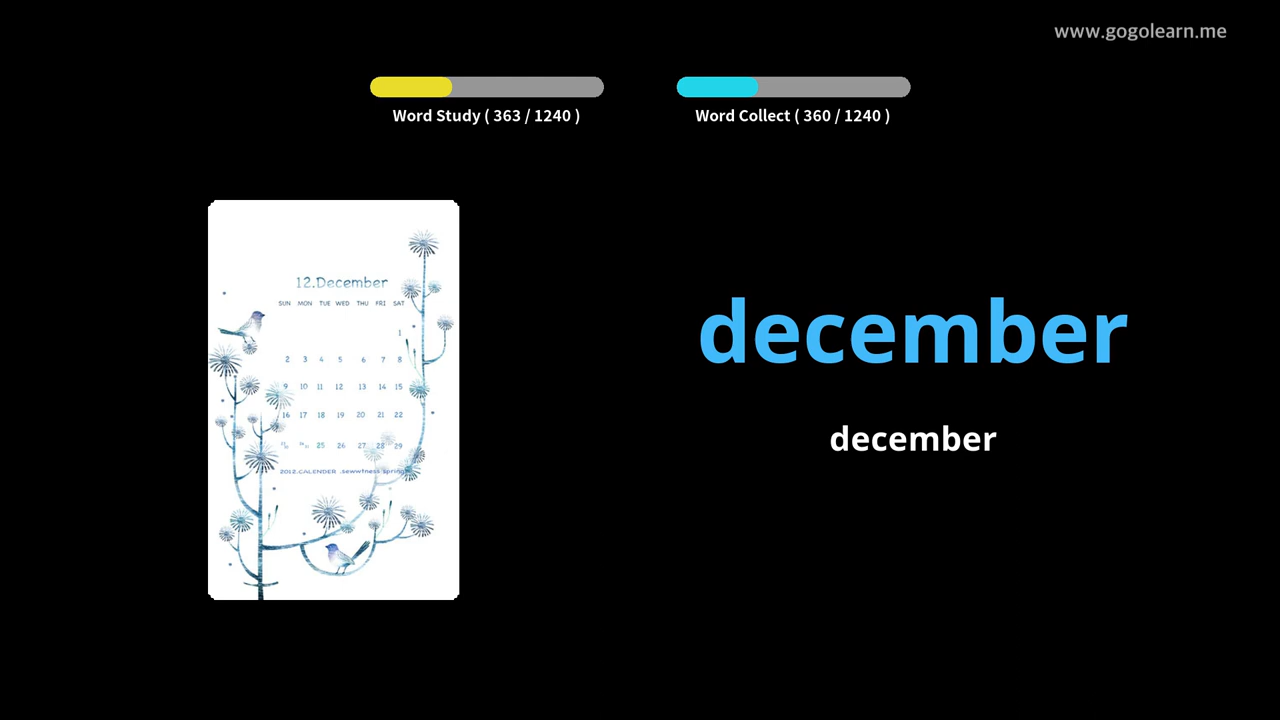 www.gogolearn.me
Word Study ( 363 / 1240 )
Word Collect ( 360 / 1240 )
12.December
SUN MON TUE WED THU FRI SAT
1
2 3 4 5 6 7 8
9 10 11 12 13 14 15
16 17 18 19 20 21 22
25 26 27 28 29
2012.CALENDER
december
december